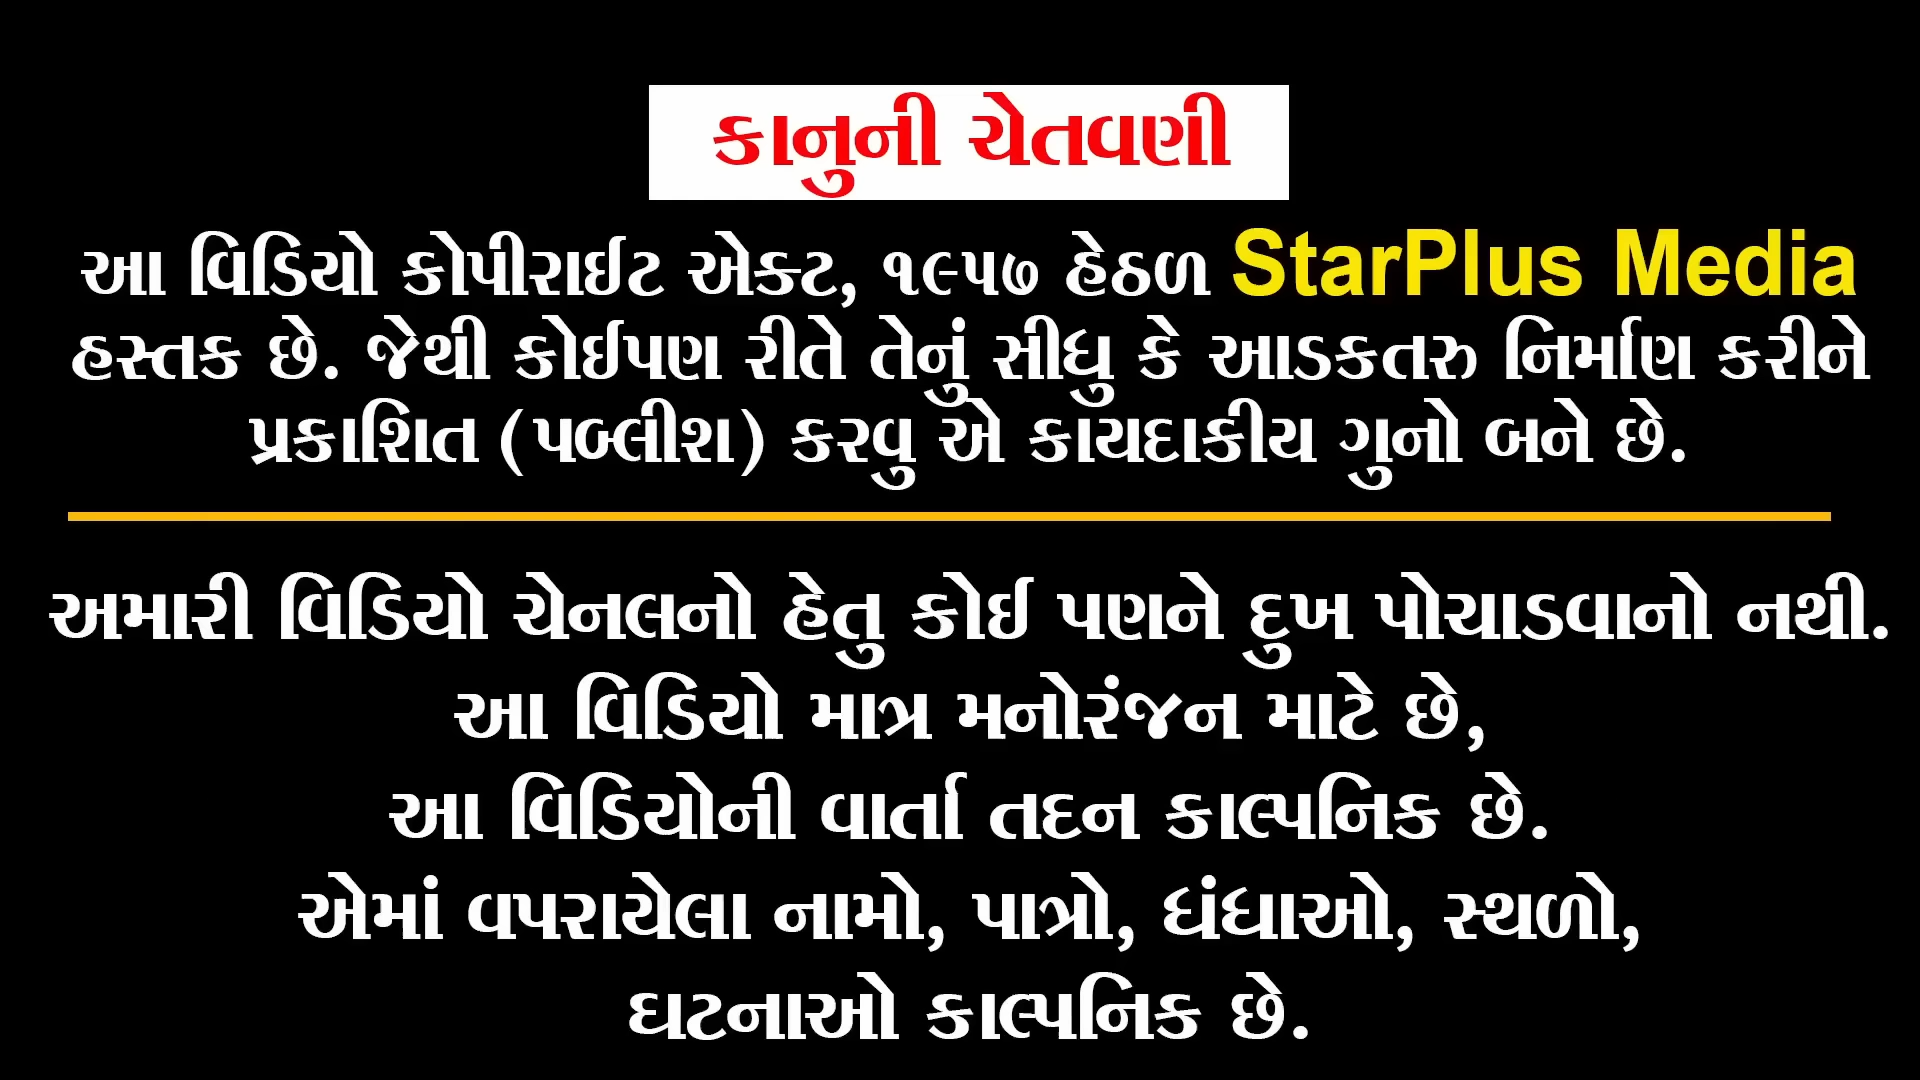 કાનુની ચેતવણી
આ વિડિયો કોપીરાઈટ એક્ટ, ૧૯૫૭ હેઠળ StarPlus Media
હસ્તક છે. જેથી કોઈપણ રીતે તેનું સીધુ કે આડકતરુ નિર્માણ કરીને
પ્રકાશિત (પબ્લીશ) કરવુ એ કાયદાકીય ગુનો બને છે.
અમારી વિડિયો ચેનલનો હેતુ કોઈ પણને દુખ પોચાડવાનો નથી.
આ વિડિયો માત્ર મનોરંજન માટે છે,
આ વિડિયોની વાર્તા તદન કાલ્પનિક છે.
એમાં વપરાયેલા નામો, પાત્રો, ધંધાઓ, સ્થળો,
ઘટનાઓ કાલ્પનિક છે.